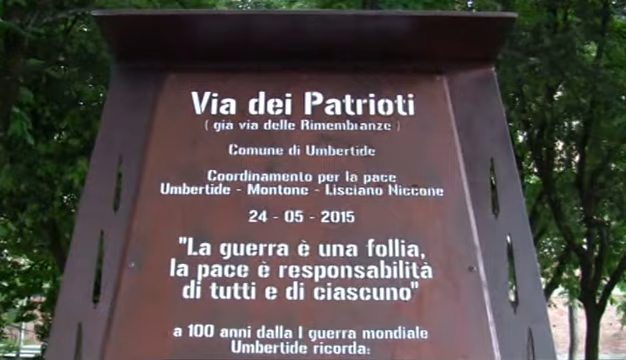 Via dei Patrioti
( gia via delle Rimembranze )
Comune di Umbertide
Coordinamento per la pace
Umbertide - Montone - Lisciano Niccone
24 - 05 - 2015
"La guerra è una follia,
la pace è responsabilità
di tutti e di ciascuno"
a 100 anni dalla I guerra mondiale
Umbertide ricorda: